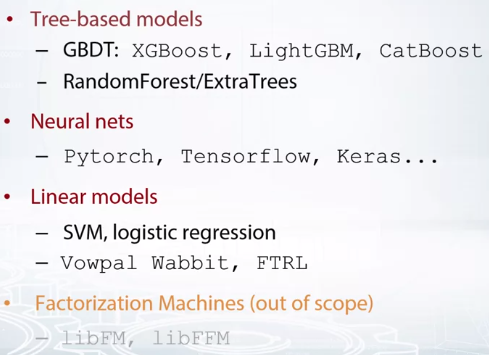 • Tree-based models
– GBDT: XGBoost, LightGBM, CatBoost
– RandomForest/ExtraTrees
• Neural nets
– Pytorch, Tensorflow, Keras...
• Linear models
– SVM, logistic regression
– Vowpal Wabbit, FTRL
• Factorization Machines (out of scope)
– libFM, libFFM